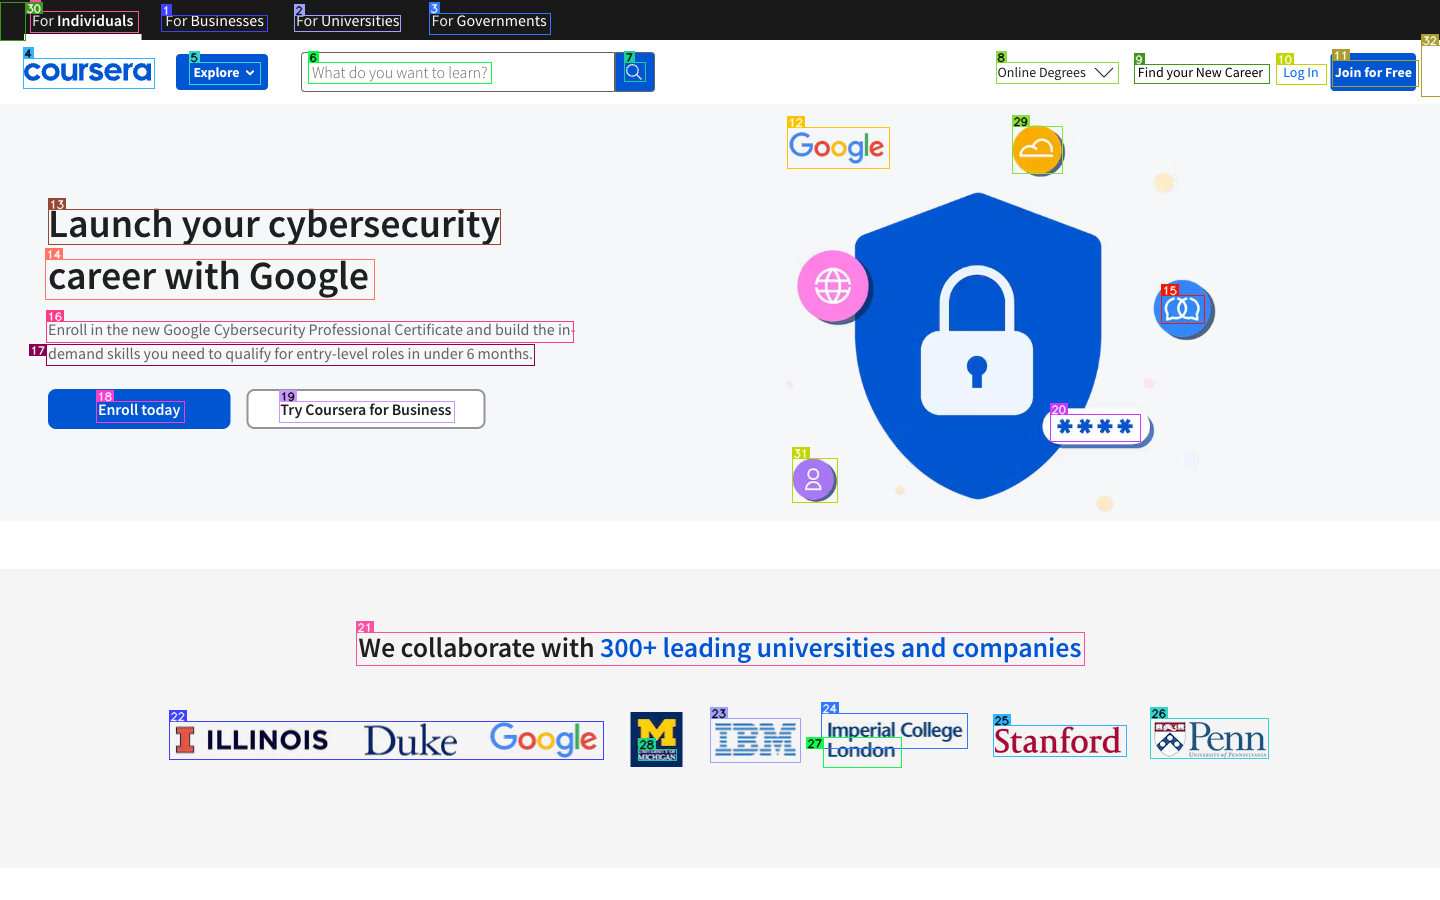 For Individuals
For Businesses
For Universities
For Governments
coursera
Explore
What do you want to learn?
Online Degrees
Find your New Career
Log In
Join for Free
Google
Launch your cybersecurity
career with Google
Enroll in the new Google Cybersecurity Professional Certificate and build the in-
demand skills you need to qualify for entry-level roles in under 6 months.
Enroll today
Try Coursera for Business
****
We collaborate with 300+ leading universities and companies
I ILLINOIS
Duke
Google
M
UNIVERSITY OF
MICHIGAN
IBM
Imperial College
London
Stanford
Penn
UNIVERSITY OF PENNSYLVANIA
30
1
2
3
4
5
6
7
8
9
10
11
32
12
29
13
14
15
16
17
18
19
20
31
21
22
28
23
24
27
25
26